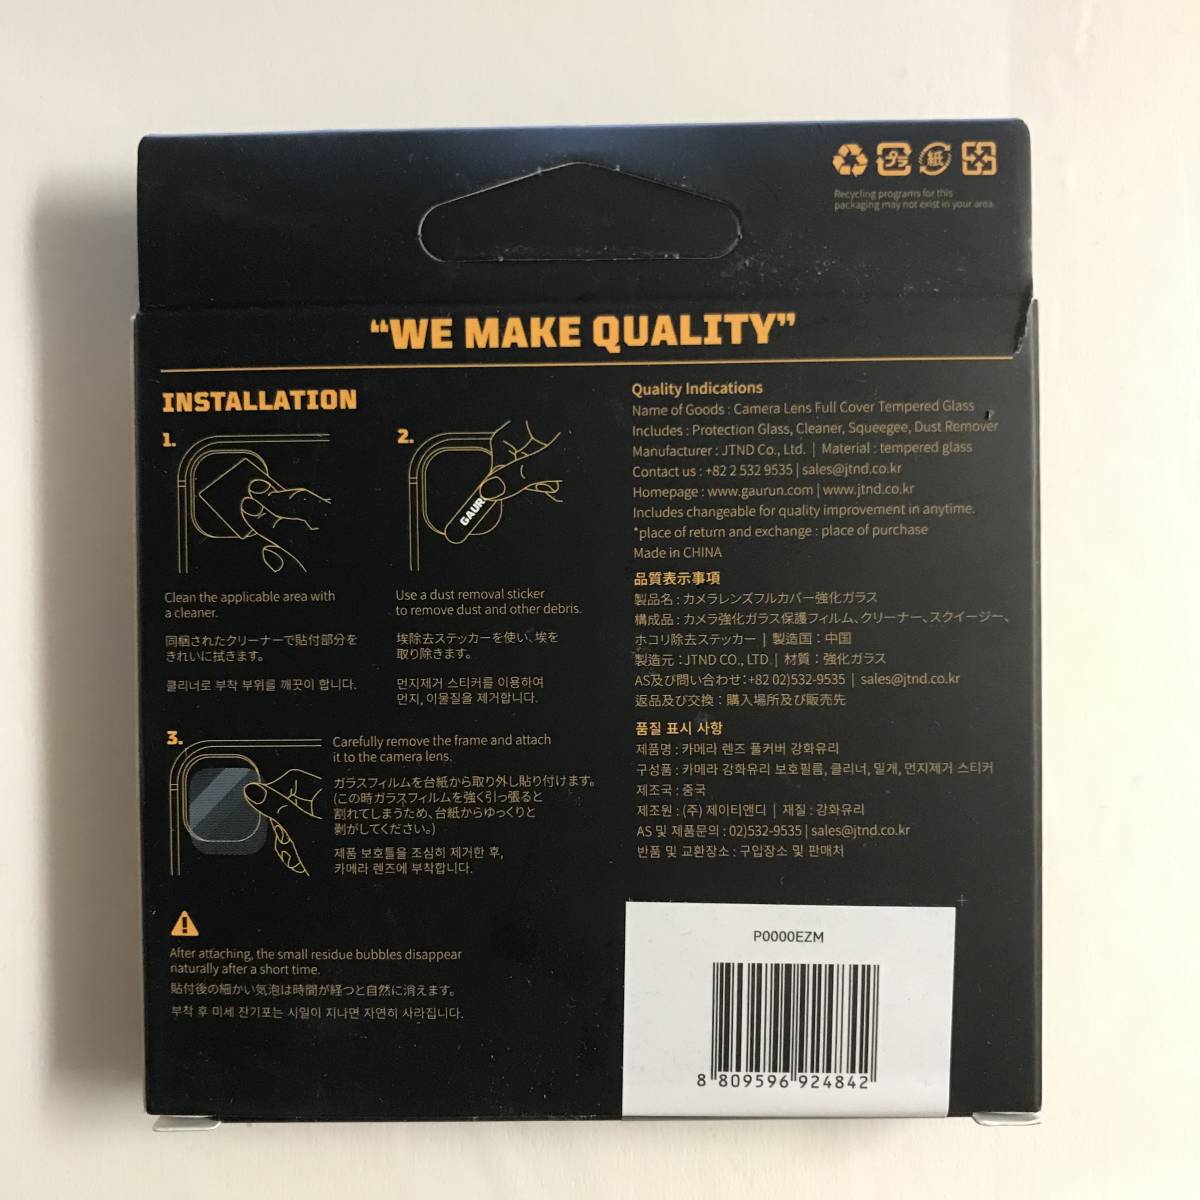 プラ
紙
Recycling programs for this
packaging may not exist in your area.
“WE MAKE QUALITY”
INSTALLATION
1.
2.
GAUR
Clean the applicable area with
a cleaner.
同梱されたクリーナーで貼付部分を
きれいに拭きます。
클리너로 부착 부위를 깨끗이 합니다.
Use a dust removal sticker
to remove dust and other debris.
埃除去ステッカーを使い、埃を
取り除きます。
먼지제거 스티커를 이용하여
먼지, 이물질을 제거합니다.
3.
Carefully remove the frame and attach
it to the camera lens.
ガラスフィルムを台紙から取り外し貼り付けます。
(この時ガラスフィルムを強く引っ張ると
割れてしまうため、台紙からゆっくりと
剥がしてください。)
제품 보호틀을 조심히 제거한 후,
카메라 렌즈에 부착합니다.
After attaching, the small residue bubbles disappear
naturally after a short time.
貼付後の細かい気泡は時間が経つと自然に消えます。
부착 후 미세 잔기포는 시일이 지나면 자연히 사라집니다.
Quality Indications
Name of Goods : Camera Lens Full Cover Tempered Glass
Includes : Protection Glass, Cleaner, Squeegee, Dust Remover
Manufacturer : JTND Co., Ltd. | Material : tempered glass
Contact us : +82 2 532 9535 | sales@jtnd.co.kr
Homepage : www.gaurun.com | www.jtnd.co.kr
Includes changeable for quality improvement in anytime.
*place of return and exchange : place of purchase
Made in CHINA
品質表示事項
製品名 : カメラレンズフルカバー強化ガラス
構成品 : カメラ強化ガラス保護フィルム、クリーナー、スクイージー、
ホコリ除去ステッカー | 製造国 : 中国
製造元 : JTND CO., LTD | 材質 : 強化ガラス
AS及び問い合わせ:+82 02)532-9535 | sales@jtnd.co.kr
返品及び交換 : 購入場所及び販売先
품질 표시 사항
제품명 : 카메라 렌즈 풀커버 강화유리
구성품 : 카메라 강화유리 보호필름, 클리너, 밀개, 먼지제거 스티커
제조국 : 중국
제조원 : (주) 제이티앤디 | 재질 : 강화유리
AS 및 제품문의 : 02)532-9535 | sales@jtnd.co.kr
반품 및 교환장소 : 구입장소 및 판매처
P0000EZM
8 809596 924842